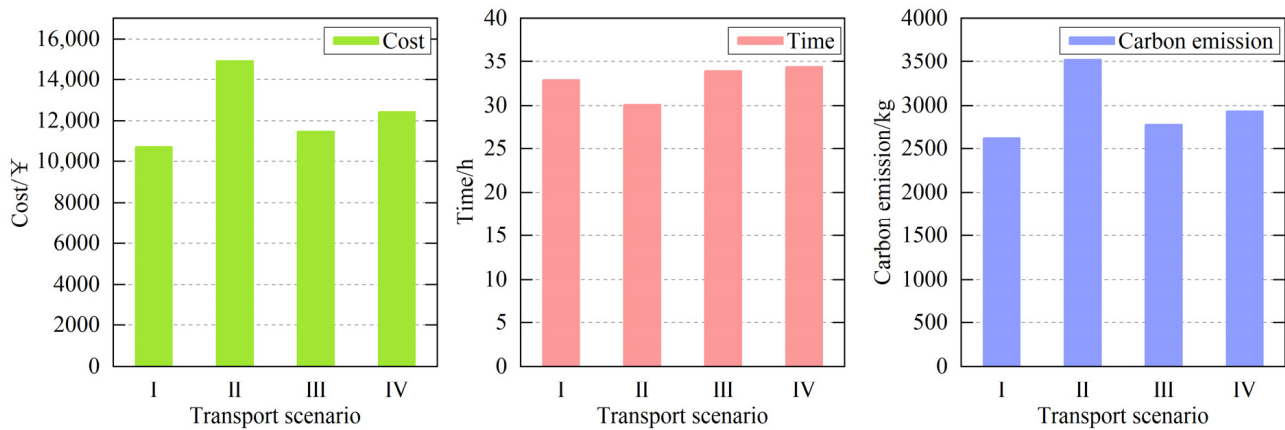 Cost/¥
16,000
14,000
12,000
10,000
8000
6000
4000
2000
0
Cost
I II III IV
Transport scenario
Time/h
40
35
30
25
20
15
10
5
0
Time
I II III IV
Transport scenario
Carbon emission/kg
4000
3500
3000
2500
2000
1500
1000
500
0
Carbon emission
I II III IV
Transport scenario